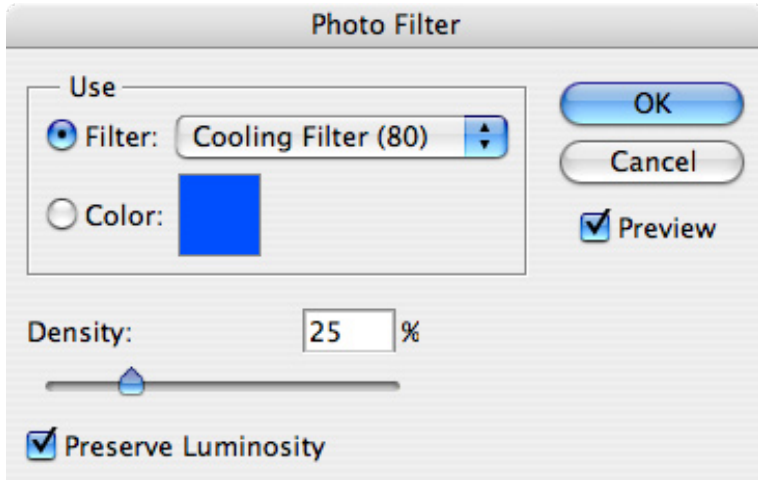 Photo Filter
Use
Filter: Cooling Filter (80)
Color:
OK
Cancel
Preview
Density: 25 %
Preserve Luminosity